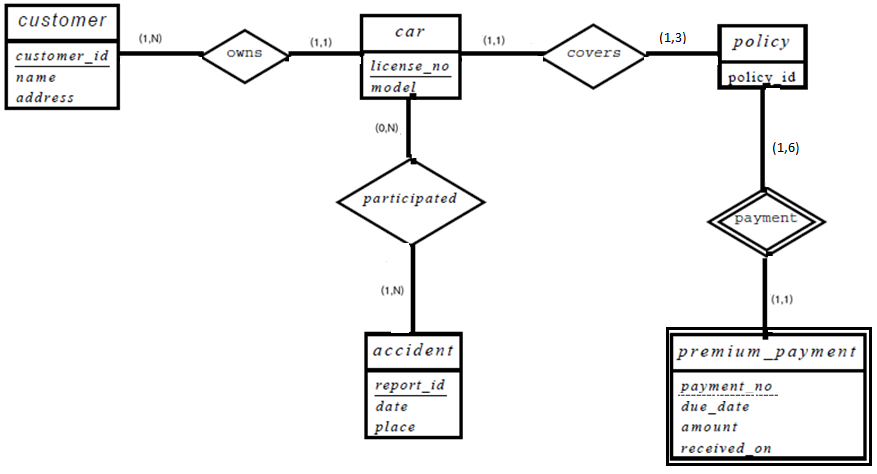 customer
customer_id
name
address
(1,N)
owns
(1,1)
car
license_no
model
(1,1)
covers
(1,3)
policy
policy_id
(0,N)
participated
(1,N)
accident
report_id
date
place
(1,6)
payment
(1,1)
premium_payment
payment_no
due_date
amount
received_on